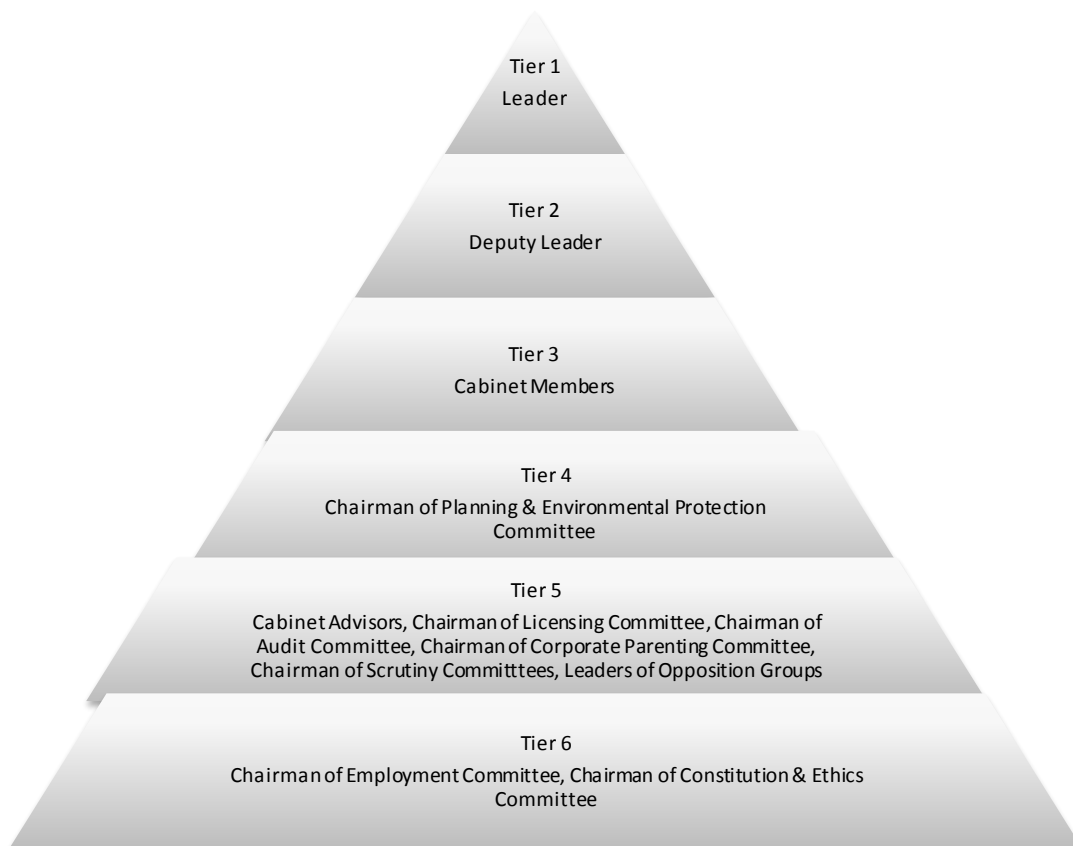 Tier 1
Leader
Tier 2
Deputy Leader
Tier 3
Cabinet Members
Tier 4
Chairman of Planning & Environmental Protection
Committee
Tier 5
Cabinet Advisors, Chairman of Licensing Committee, Chairman of
Audit Committee, Chairman of Corporate Parenting Committee,
Chairman of Scrutiny Committtees, Leaders of Opposition Groups
Tier 6
Chairman of Employment Committee, Chairman of Constitution & Ethics
Committee